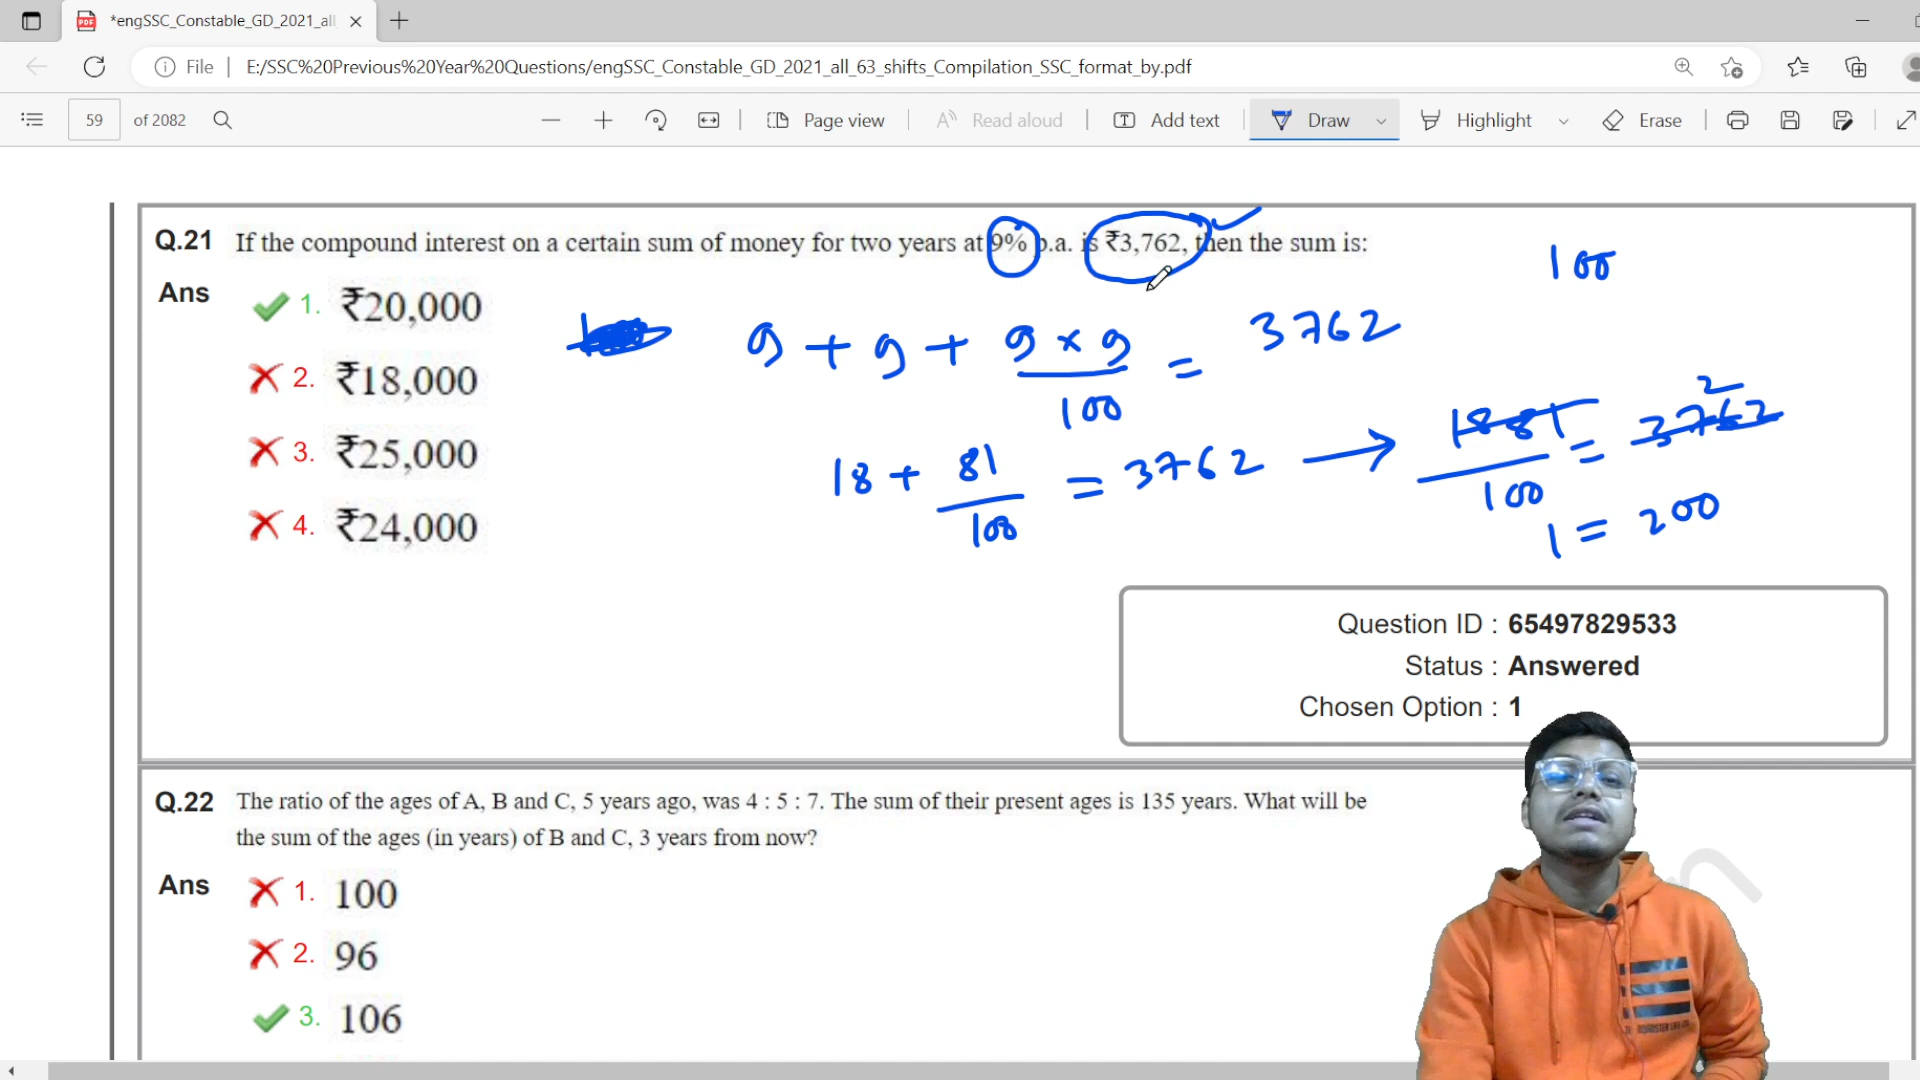 *engSSC_Constable_GD_2021_all
File E:/SSC%20Previous%20Year%20Questions/engSSC_Constable_GD_2021_all_63_shifts_Compilation_SSC_format_by.pdf
59 of 2082 Page view Read aloud Add text Draw Highlight Erase
Q.21 If the compound interest on a certain sum of money for two years at 9% p.a. is ₹3,762, then the sum is:
100
Ans 1. ₹20,000
9 + 9 + 9 × 9 / 100 = 3762
2. ₹18,000
3. ₹25,000
18 + 81 / 100 = 3762 → 1881 / 100 = 3762 2
1 = 200
4. ₹24,000
Question ID : 65497829533
Status : Answered
Chosen Option : 1
Q.22 The ratio of the ages of A, B and C, 5 years ago, was 4 : 5 : 7. The sum of their present ages is 135 years. What will be
the sum of the ages (in years) of B and C, 3 years from now?
Ans 1. 100
2. 96
3. 106